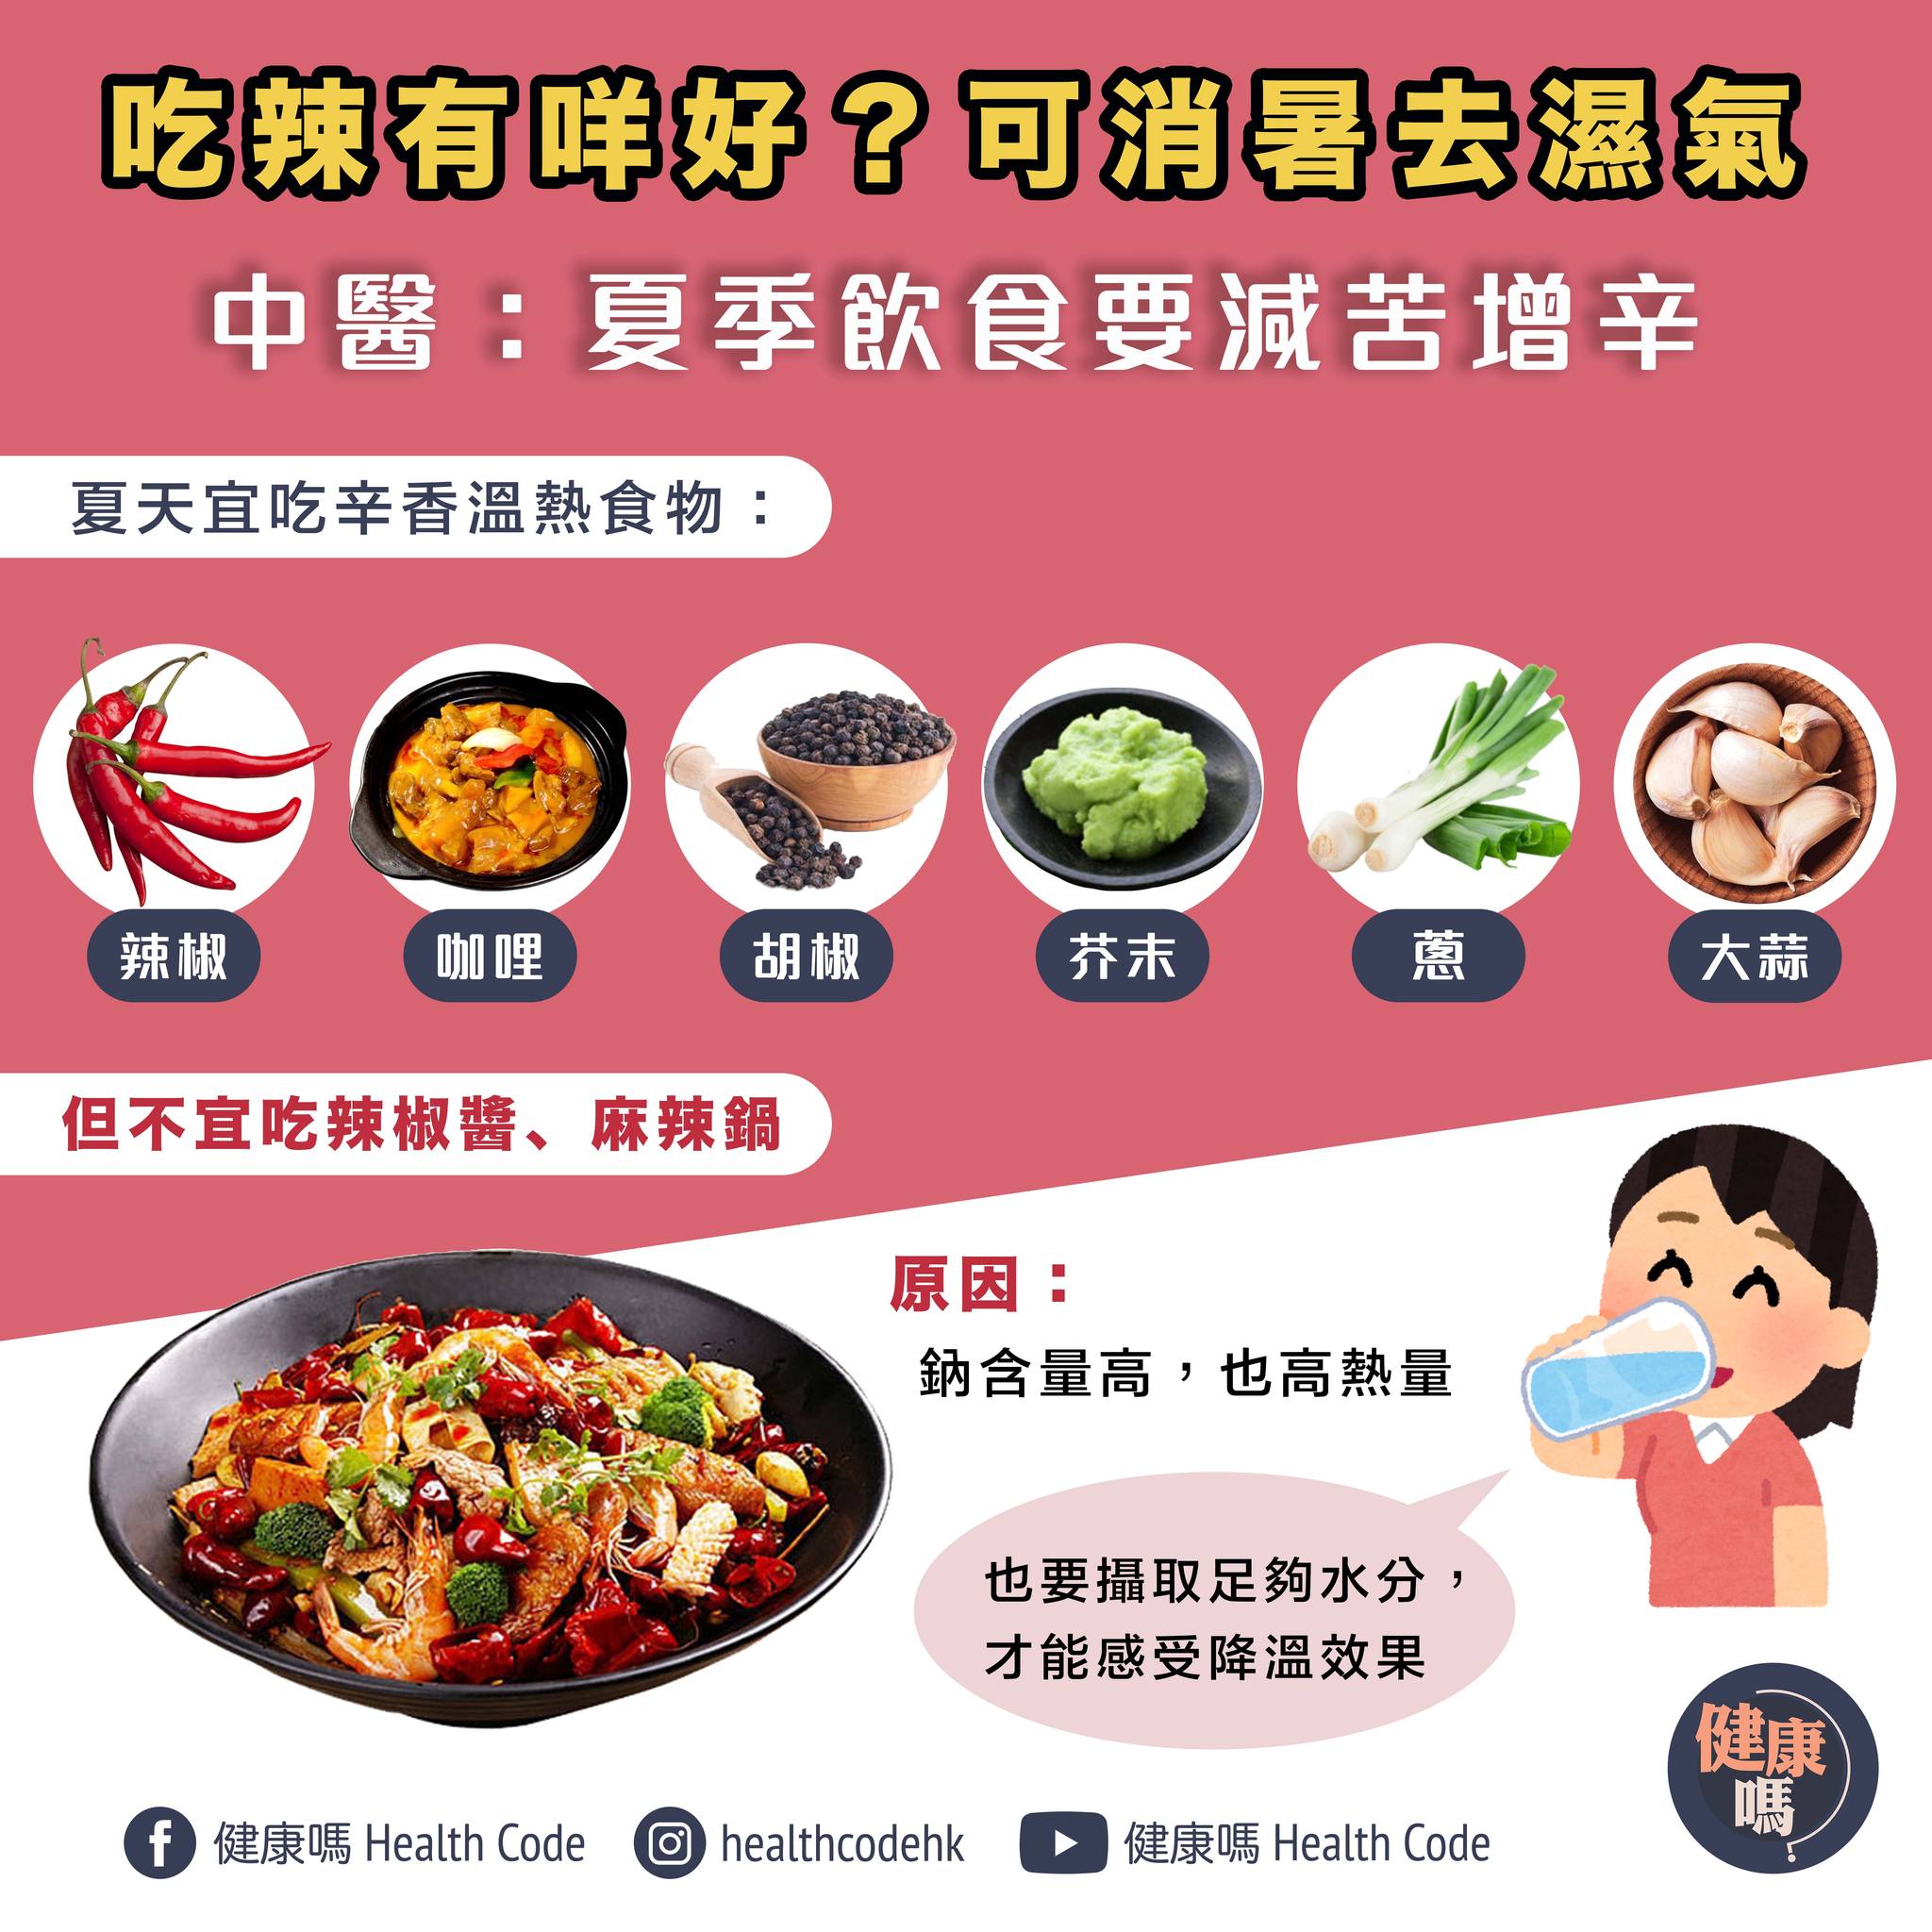 吃辣有咩好？可消暑去濕氣
中醫：夏季飲食要減苦增辛
夏天宜吃辛香溫熱食物：
辣椒
咖哩
胡椒
芥末
蔥
大蒜
但不宜吃辣椒醬、麻辣鍋
原因：
鈉含量高，也高熱量
也要攝取足夠水分，
才能感受降溫效果
健康
嗎?
健康嗎 Health Code
healthcodehk
健康嗎 Health Code